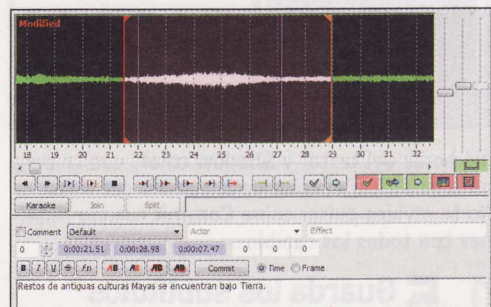 Modified
18 19 20 21 22 23 24 25 26 27 28 29 30 31 32
Karaoke Join Split
Comment Default Actor Effect
0 0:00:21.51 0:00:28.98 0:00:07.47 0 0 0
B I U S fn AB AB AB AB Commit Time Frame
Restos de antiguas culturas Mayas se encuentran bajo Tierra.